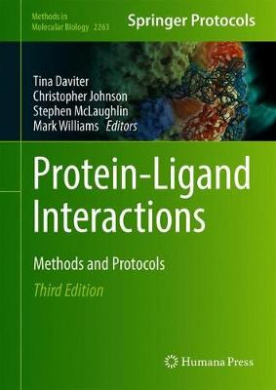 Methods in
Molecular Biology 2263
Springer Protocols
Tina Daviter
Christopher Johnson
Stephen McLaughlin
Mark Williams Editors
Protein-Ligand
Interactions
Methods and Protocols
Third Edition
Humana Press